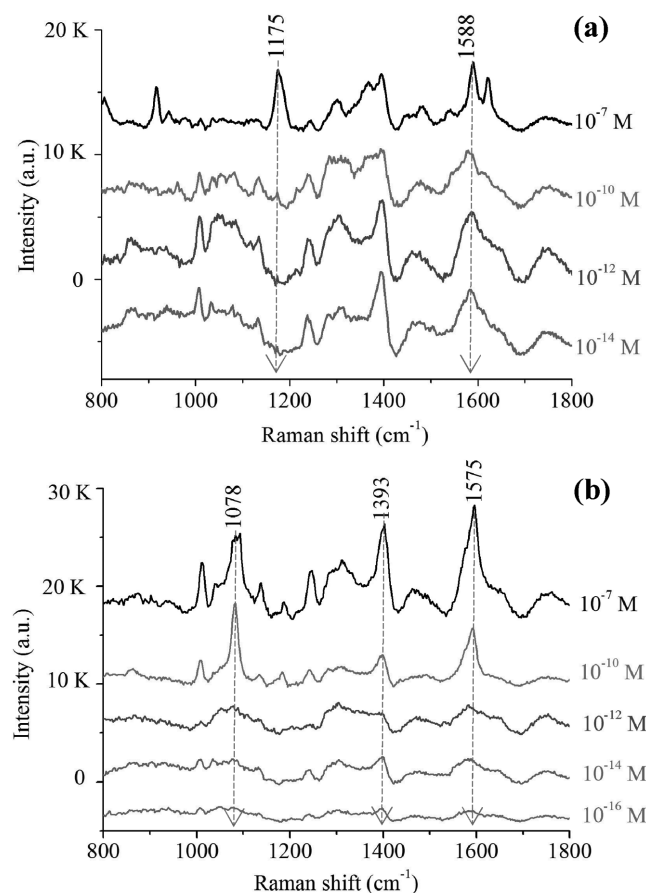 (a)
1175
1588
20 K
10 K
0
10⁻⁷ M
10⁻¹⁰ M
10⁻¹² M
10⁻¹⁴ M
Intensity (a.u.)
800 1000 1200 1400 1600 1800
Raman shift (cm⁻¹)
(b)
1078
1393
1575
30 K
20 K
10 K
0
10⁻⁷ M
10⁻¹⁰ M
10⁻¹² M
10⁻¹⁴ M
10⁻¹⁶ M
Intensity (a.u.)
800 1000 1200 1400 1600 1800
Raman shift (cm⁻¹)